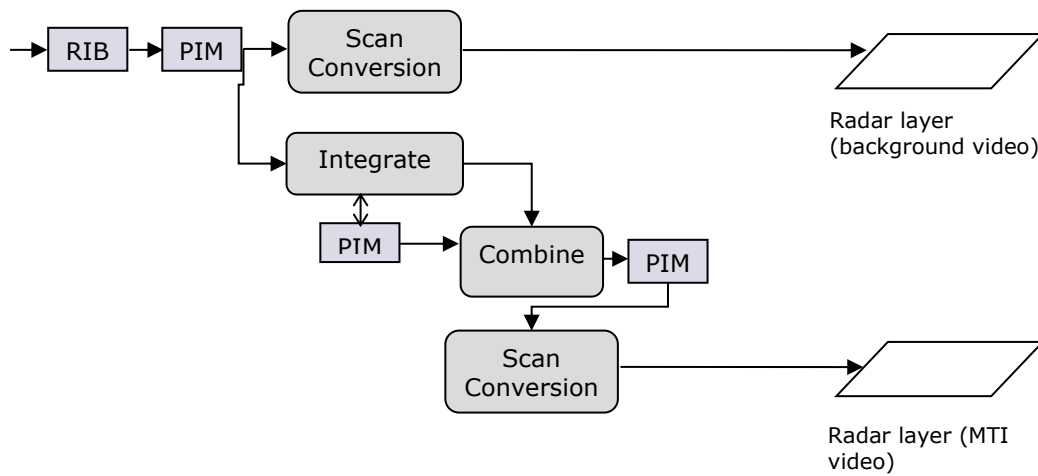 RIB
PIM
Scan
Conversion
Radar layer
(background video)
Integrate
PIM
Combine
PIM
Scan
Conversion
Radar layer (MTI
video)